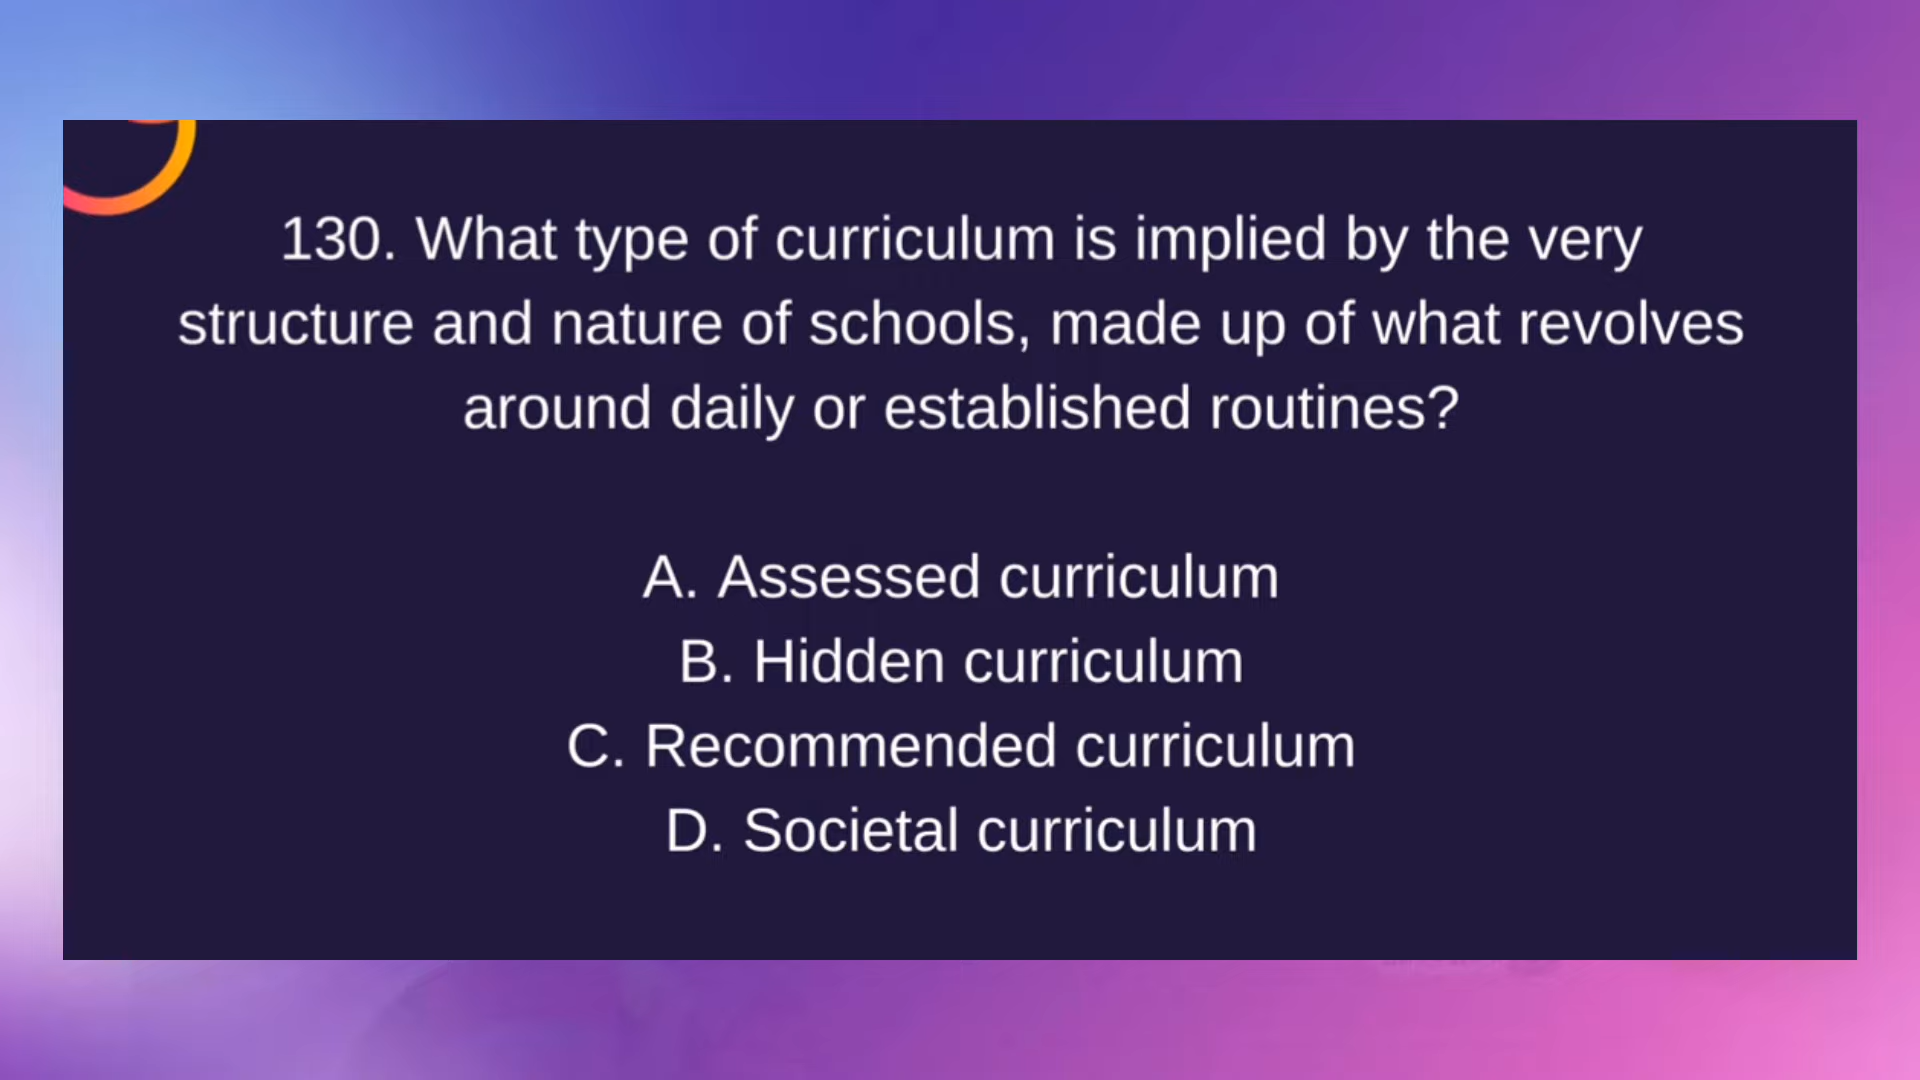 130. What type of curriculum is implied by the very
structure and nature of schools, made up of what revolves
around daily or established routines?
A. Assessed curriculum
B. Hidden curriculum
C. Recommended curriculum
D. Societal curriculum